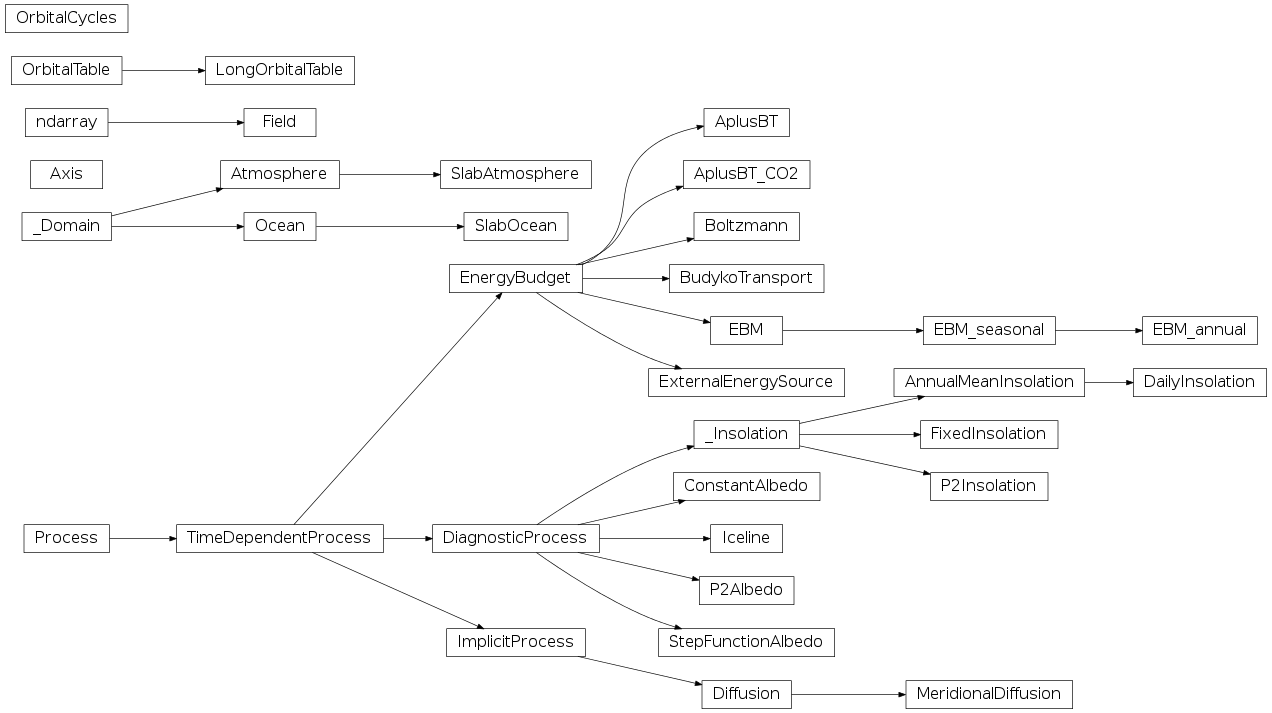 OrbitalCycles
OrbitalTable
LongOrbitalTable
ndarray
Field
AplusBT
Axis
Atmosphere
SlabAtmosphere
AplusBT_CO2
_Domain
Ocean
SlabOcean
Boltzmann
EnergyBudget
BudykoTransport
EBM
EBM_seasonal
EBM_annual
ExternalEnergySource
AnnualMeanInsolation
DailyInsolation
_Insolation
FixedInsolation
ConstantAlbedo
P2Insolation
Process
TimeDependentProcess
DiagnosticProcess
Iceline
P2Albedo
ImplicitProcess
StepFunctionAlbedo
Diffusion
MeridionalDiffusion